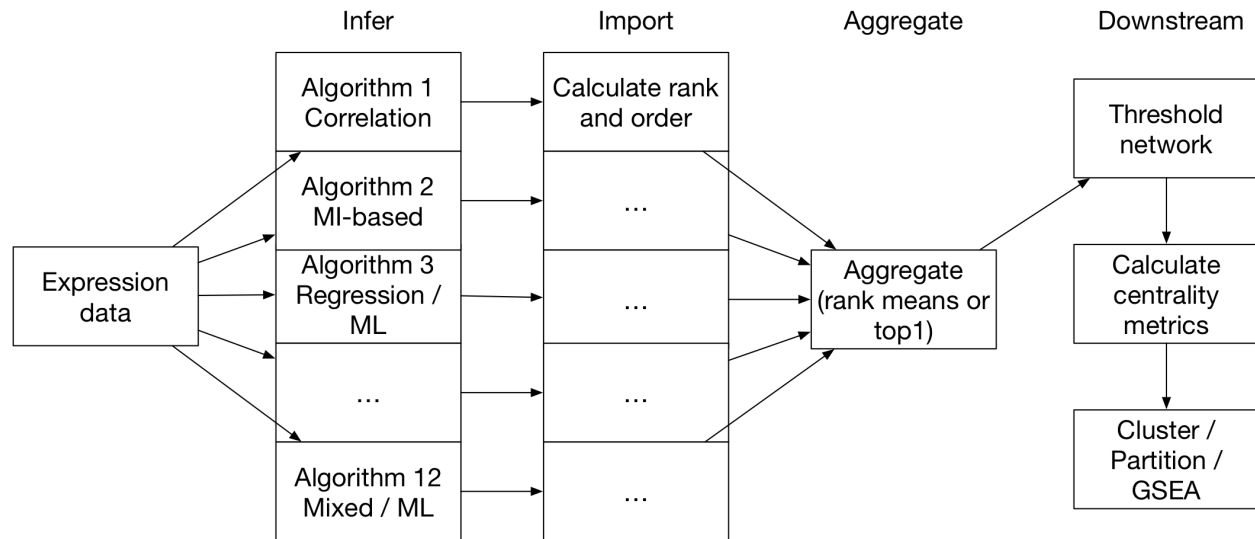 Infer
Import
Aggregate
Downstream
Expression
data
Algorithm 1
Correlation
Algorithm 2
MI-based
Algorithm 3
Regression /
ML
...
Algorithm 12
Mixed / ML
Calculate rank
and order
...
...
...
...
Aggregate
(rank means or
top1)
Threshold
network
Calculate
centrality
metrics
Cluster /
Partition /
GSEA